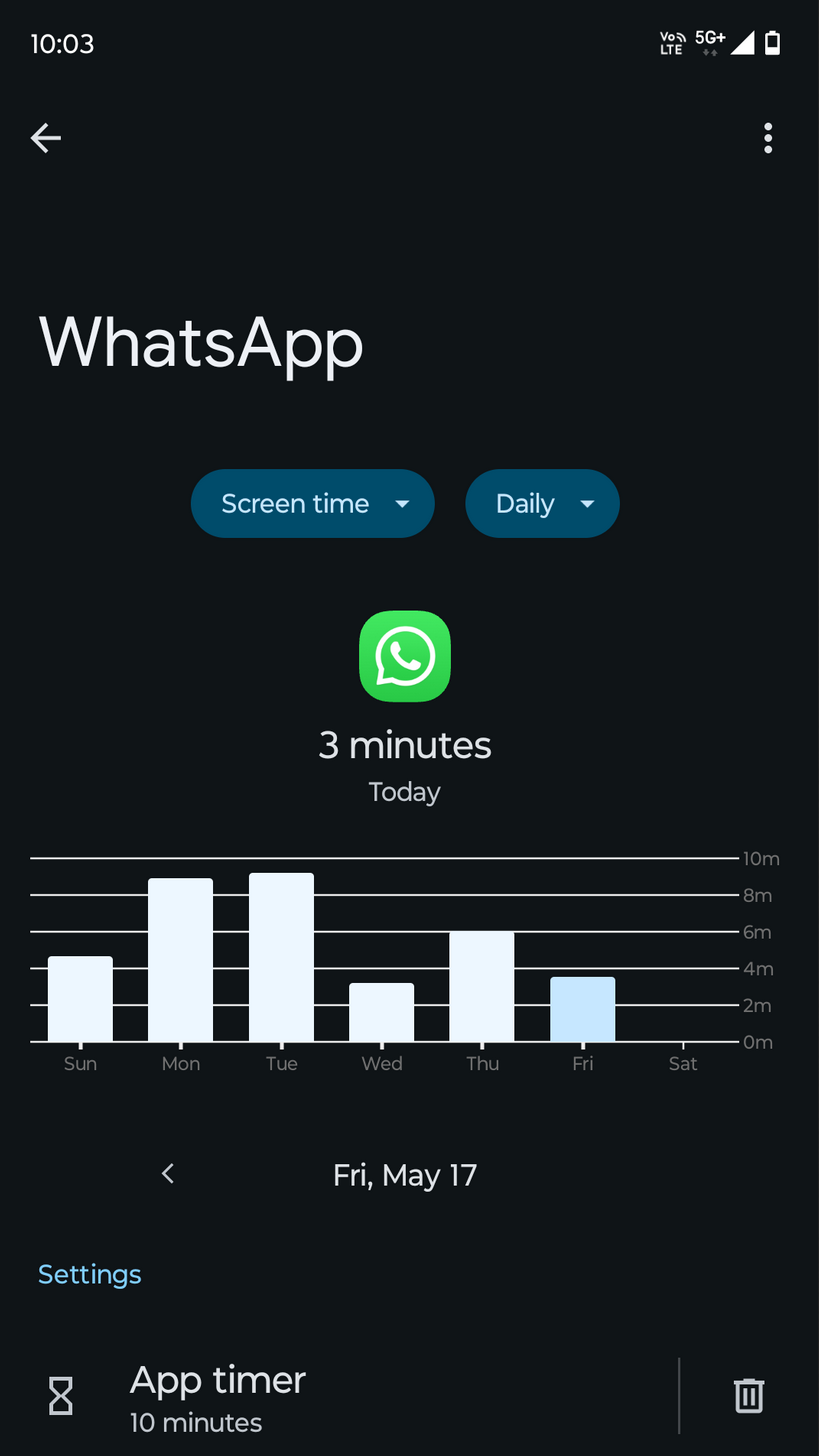 10:03
Vo LTE 5G+
WhatsApp
Screen time Daily
3 minutes
Today
10m
8m
6m
4m
2m
0m
Sun Mon Tue Wed Thu Fri Sat
Fri, May 17
Settings
App timer
10 minutes